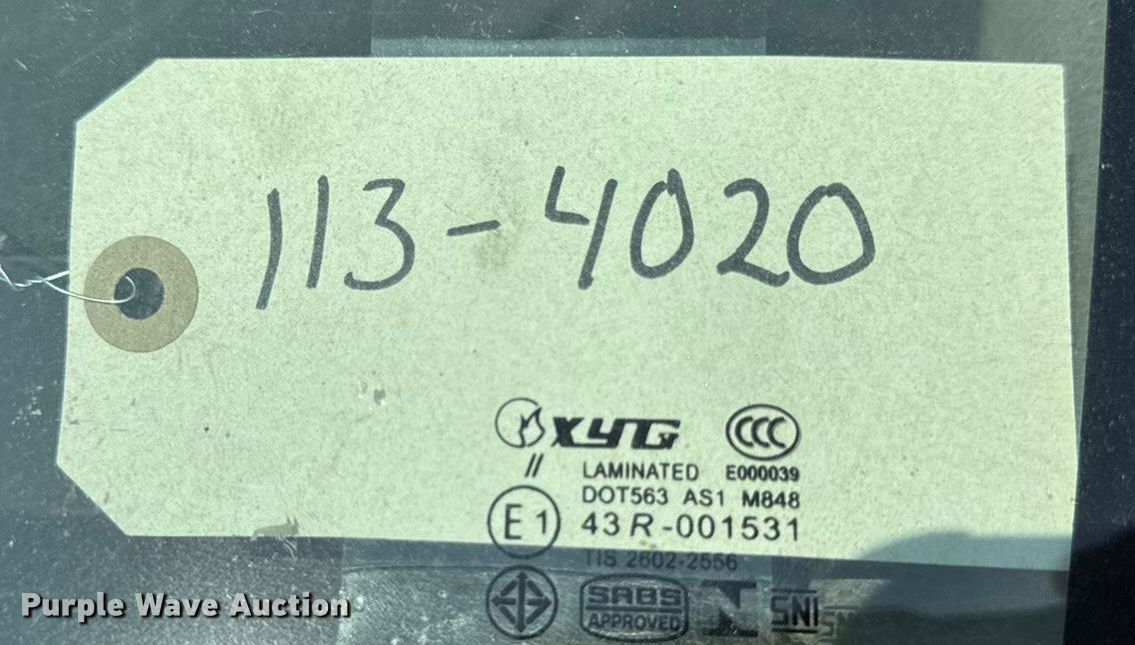 113-4020
XYG CCC
// LAMINATED E000039
DOT563 AS1 M848
E1 43R-001531
TIS 2602-2556
SABS
APPROVED
SNI
Purple Wave Auction